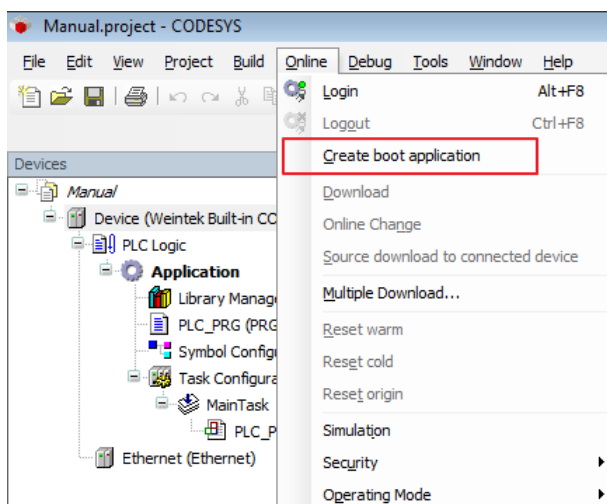 Manual.project - CODESYS
File Edit View Project Build Online Debug Tools Window Help
Login Alt+F8
Logout Ctrl+F8
Create boot application
Download
Online Change
Source download to connected device
Multiple Download...
Reset warm
Reset cold
Reset origin
Simulation
Security
Operating Mode
Devices
Manual
Device (Weintek Built-in CO
PLC Logic
Application
Library Manag
PLC_PRG (PRG
Symbol Config
Task Configura
MainTask
PLC_P
Ethernet (Ethernet)